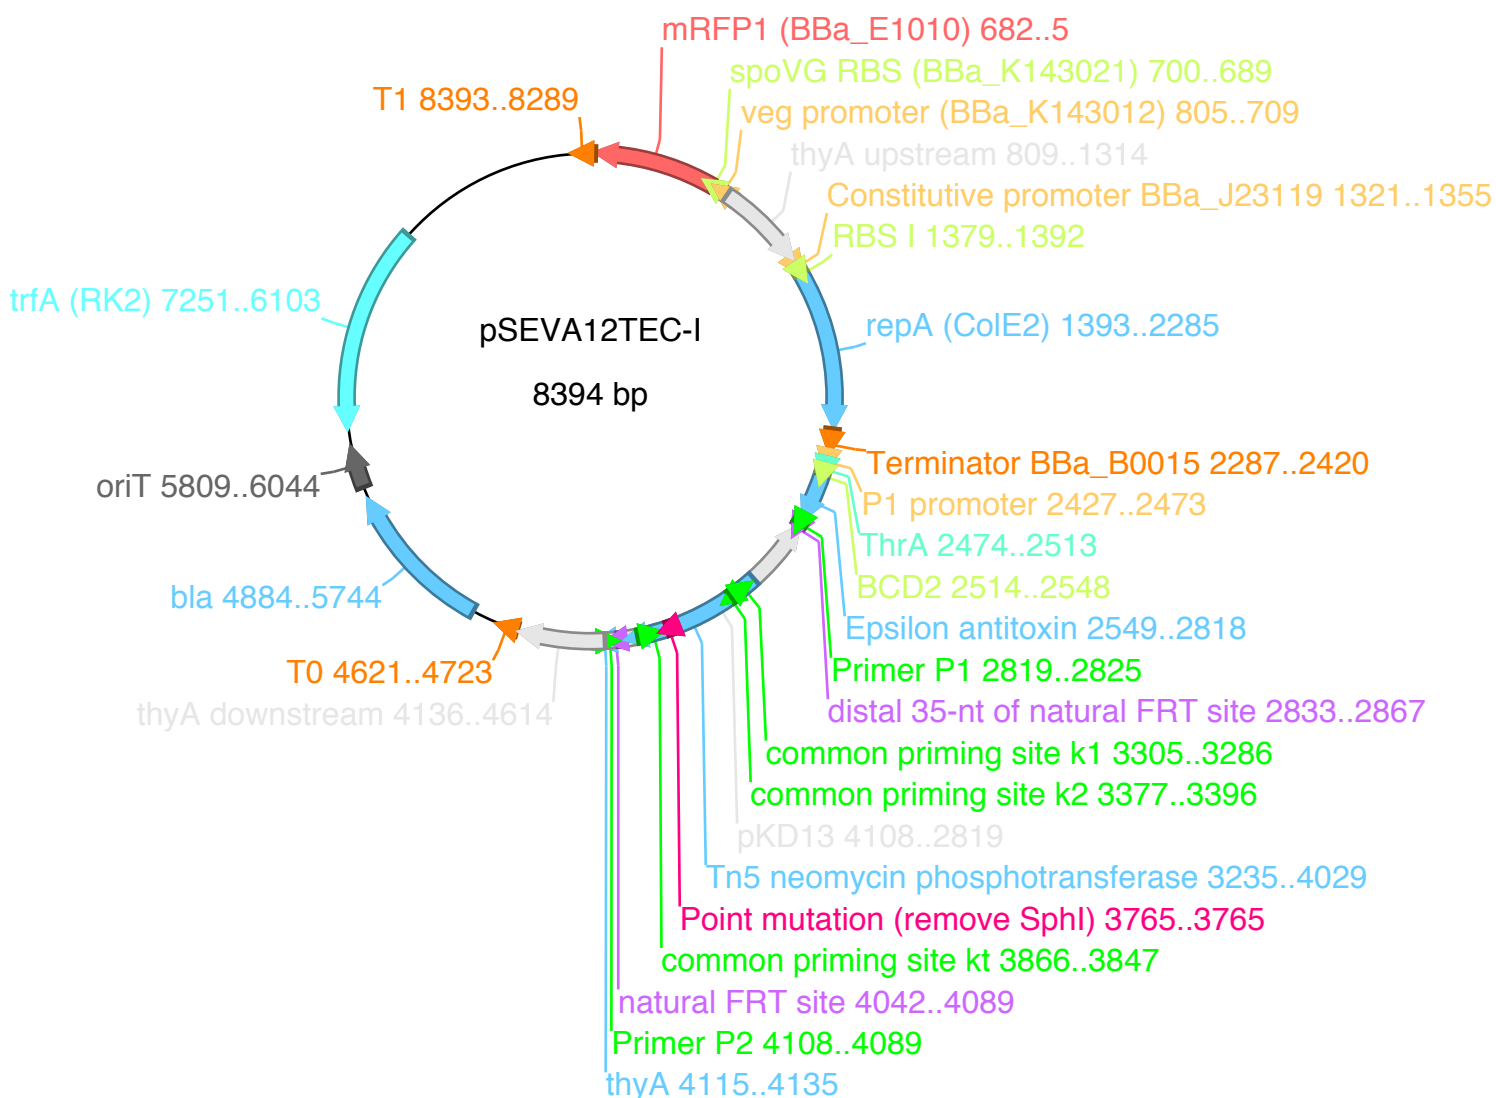 mRFP1 (BBa_E1010) 682..5
spoVG RBS (BBa_K143021) 700..689
T1 8393..8289
veg promoter (BBa_K143012) 805..709
thyA upstream 809..1314
Constitutive promoter BBa_J23119 1321..1355
RBS I 1379..1392
trfA (RK2) 7251..6103
pSEVA12TEC-I
repA (ColE2) 1393..2285
8394 bp
Terminator BBa_B0015 2287..2420
oriT 5809..6044
P1 promoter 2427..2473
ThrA 2474..2513
BCD2 2514..2548
bla 4884..5744
Epsilon antitoxin 2549..2818
T0 4621..4723
Primer P1 2819..2825
thyA downstream 4136..4614
distal 35-nt of natural FRT site 2833..2867
common priming site k1 3305..3286
common priming site k2 3377..3396
pKD13 4108..2819
Tn5 neomycin phosphotransferase 3235..4029
Point mutation (remove SphI) 3765..3765
common priming site kt 3866..3847
natural FRT site 4042..4089
Primer P2 4108..4089
thyA 4115..4135